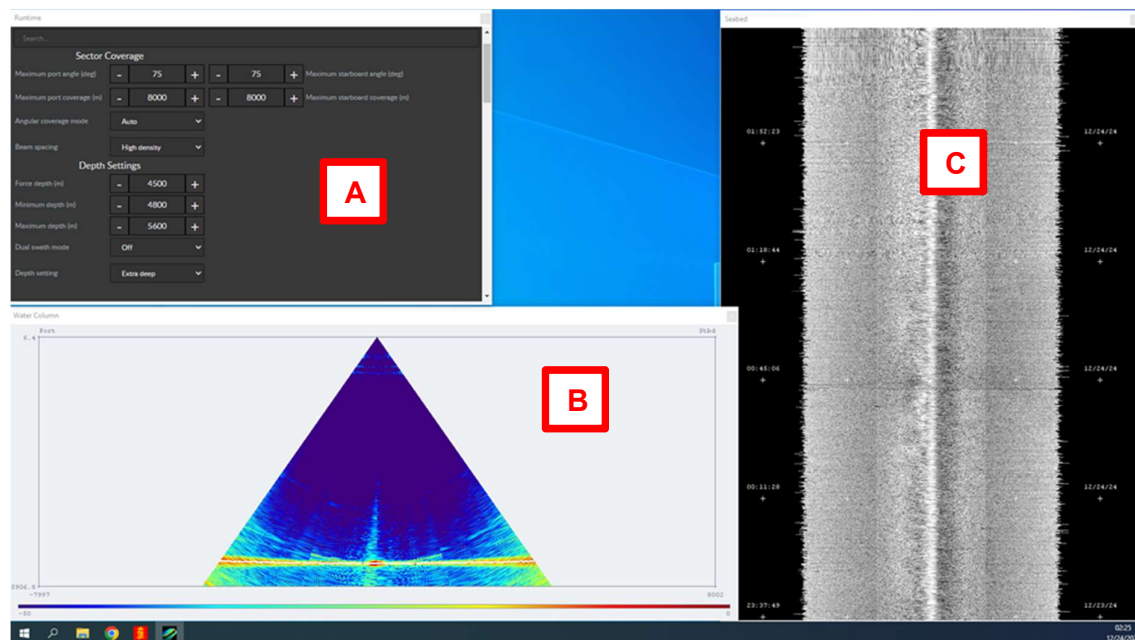 Runtime
Search...
Sector Coverage
Maximum port angle (deg) - 75 + - 75 + Maximum starboard angle (deg)
Maximum port coverage (m) - 8000 + - 8000 + Maximum starboard coverage (m)
Angular coverage mode Auto
Beam spacing High density
Depth Settings
Force depth (m) - 4500 +
Minimum depth (m) - 4800 +
Maximum depth (m) - 5600 +
Dual swath mode Off
Depth setting Extra deep
A
Water Column
Port Stbd
6.4
B
-7997 8002
0
Seabed
C
01:52:23 12/24/24
01:18:44 12/24/24
00:45:06 12/24/24
00:11:28 12/24/24
23:37:49 12/23/24
02:25